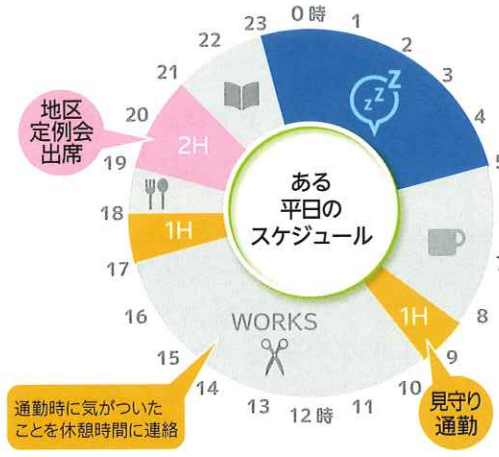 0時
1
2
3
4
5
8
9
10
11
12時
13
14
15
16
17
18
19
20
21
22
23
z
z
z
Z
地区
定例会
出席
2H
1H
ある
平日の
スケジュール
WORKS
1H
見守り
通勤
通勤時に気がついた
ことを休憩時間に連絡